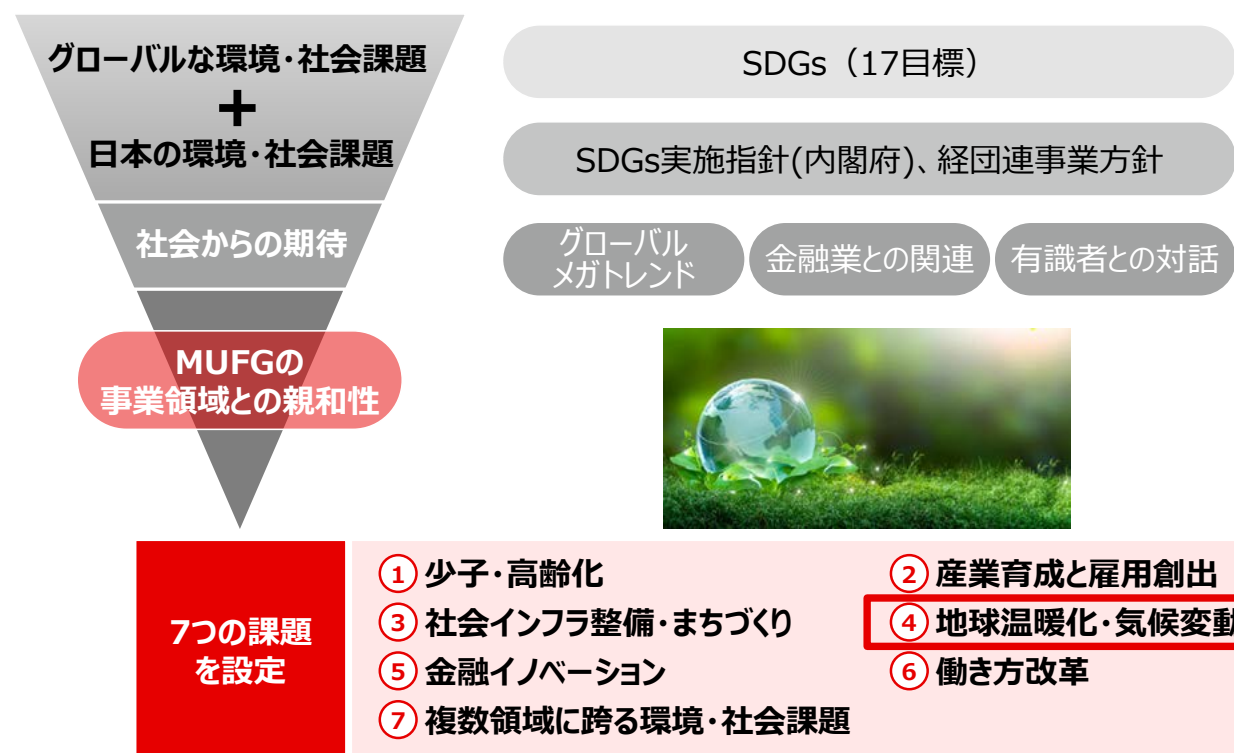 グローバルな環境・社会課題
+
日本の環境・社会課題
SDGs（17目標）
SDGs実施指針(内閣府)、経団連事業方針
社会からの期待
グローバル
メガトレンド
金融業との関連
有識者との対話
MUFGの
事業領域との親和性
7つの課題
を設定
① 少子・高齢化
② 産業育成と雇用創出
③ 社会インフラ整備・まちづくり
④ 地球温暖化・気候変動
⑤ 金融イノベーション
⑥ 働き方改革
⑦ 複数領域に跨る環境・社会課題